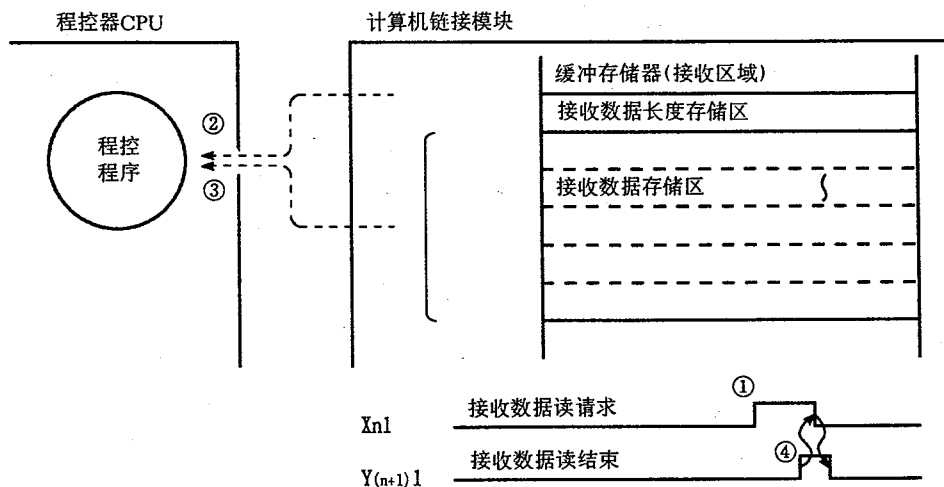 程控器CPU
计算机链接模块
缓冲存储器(接收区域)
接收数据长度存储区
②
程控
程序
③
接收数据存储区
①
Xn1
接收数据读请求
④
Y(n+1)1
接收数据读结束